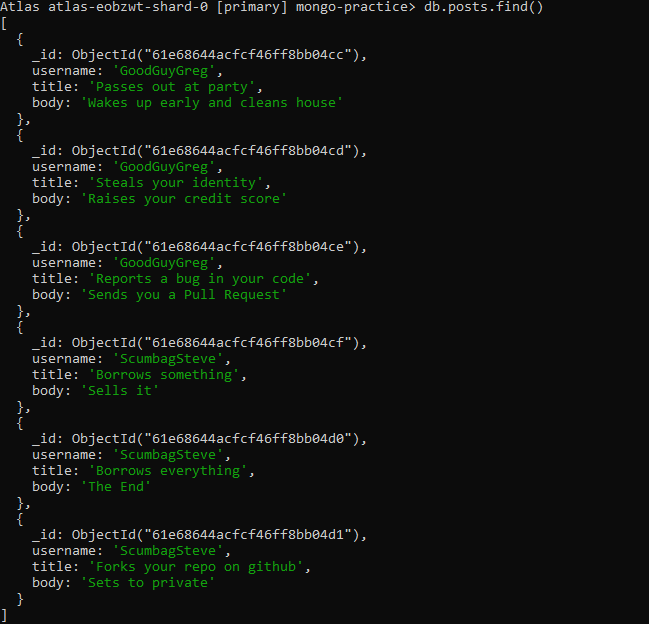 Atlas atlas-eobzwt-shard-0 [primary] mongo-practice> db.posts.find()
[
  {
    _id: ObjectId("61e68644acfcf46ff8bb04cc"),
    username: 'GoodGuyGreg',
    title: 'Passes out at party',
    body: 'Wakes up early and cleans house'
  },
  {
    _id: ObjectId("61e68644acfcf46ff8bb04cd"),
    username: 'GoodGuyGreg',
    title: 'Steals your identity',
    body: 'Raises your credit score'
  },
  {
    _id: ObjectId("61e68644acfcf46ff8bb04ce"),
    username: 'GoodGuyGreg',
    title: 'Reports a bug in your code',
    body: 'Sends you a Pull Request'
  },
  {
    _id: ObjectId("61e68644acfcf46ff8bb04cf"),
    username: 'ScumbagSteve',
    title: 'Borrows something',
    body: 'Sells it'
  },
  {
    _id: ObjectId("61e68644acfcf46ff8bb04d0"),
    username: 'ScumbagSteve',
    title: 'Borrows everything',
    body: 'The End'
  },
  {
    _id: ObjectId("61e68644acfcf46ff8bb04d1"),
    username: 'ScumbagSteve',
    title: 'Forks your repo on github',
    body: 'Sets to private'
  }
]